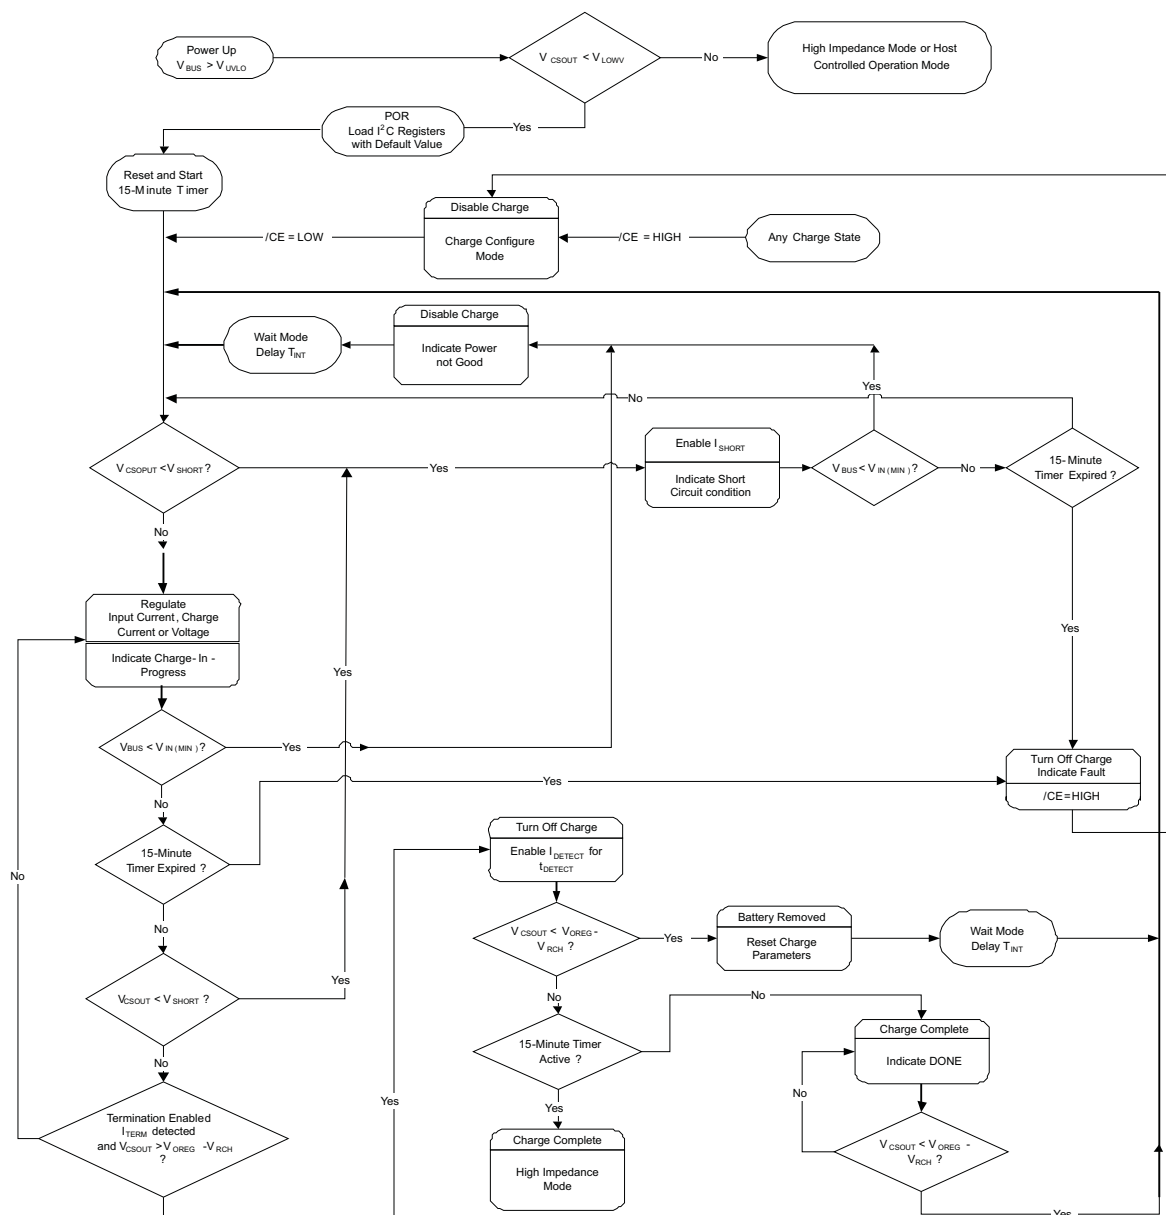 Power Up
V BUS > V UVLO
V CSOUT < V LOWV
No
High Impedance Mode or Host
Controlled Operation Mode
Yes
POR
Load I2C Registers
with Default Value
Reset and Start
15-Minute Timer
Disable Charge
Charge Configure
Mode
/CE = LOW
/CE = HIGH
Any Charge State
Disable Charge
Indicate Power
not Good
Wait Mode
Delay TINT
Yes
No
V CSOPUT < V SHORT ?
Yes
Enable I SHORT
Indicate Short
Circuit condition
V BUS < V IN ( MIN ) ?
No
15-Minute
Timer Expired ?
No
Regulate
Input Current, Charge
Current or Voltage
Indicate Charge- In -
Progress
Yes
Yes
VBUS < V IN ( MIN ) ?
Yes
Turn Off Charge
Indicate Fault
/CE = HIGH
Yes
No
15-Minute
Timer Expired ?
No
Turn Off Charge
Enable I DETECT for
tDETECT
V CSOUT < V OREG -
V RCH ?
Yes
Battery Removed
Reset Charge
Parameters
Wait Mode
Delay TINT
No
VCSOUT < V SHORT ?
Yes
No
No
15-Minute Timer
Active ?
Charge Complete
Indicate DONE
No
Yes
No
Yes
Termination Enabled
ITERM detected
and VCSOUT > V OREG - V RCH
?
Charge Complete
High Impedance
Mode
V CSOUT < V OREG -
VRCH ?
Yes